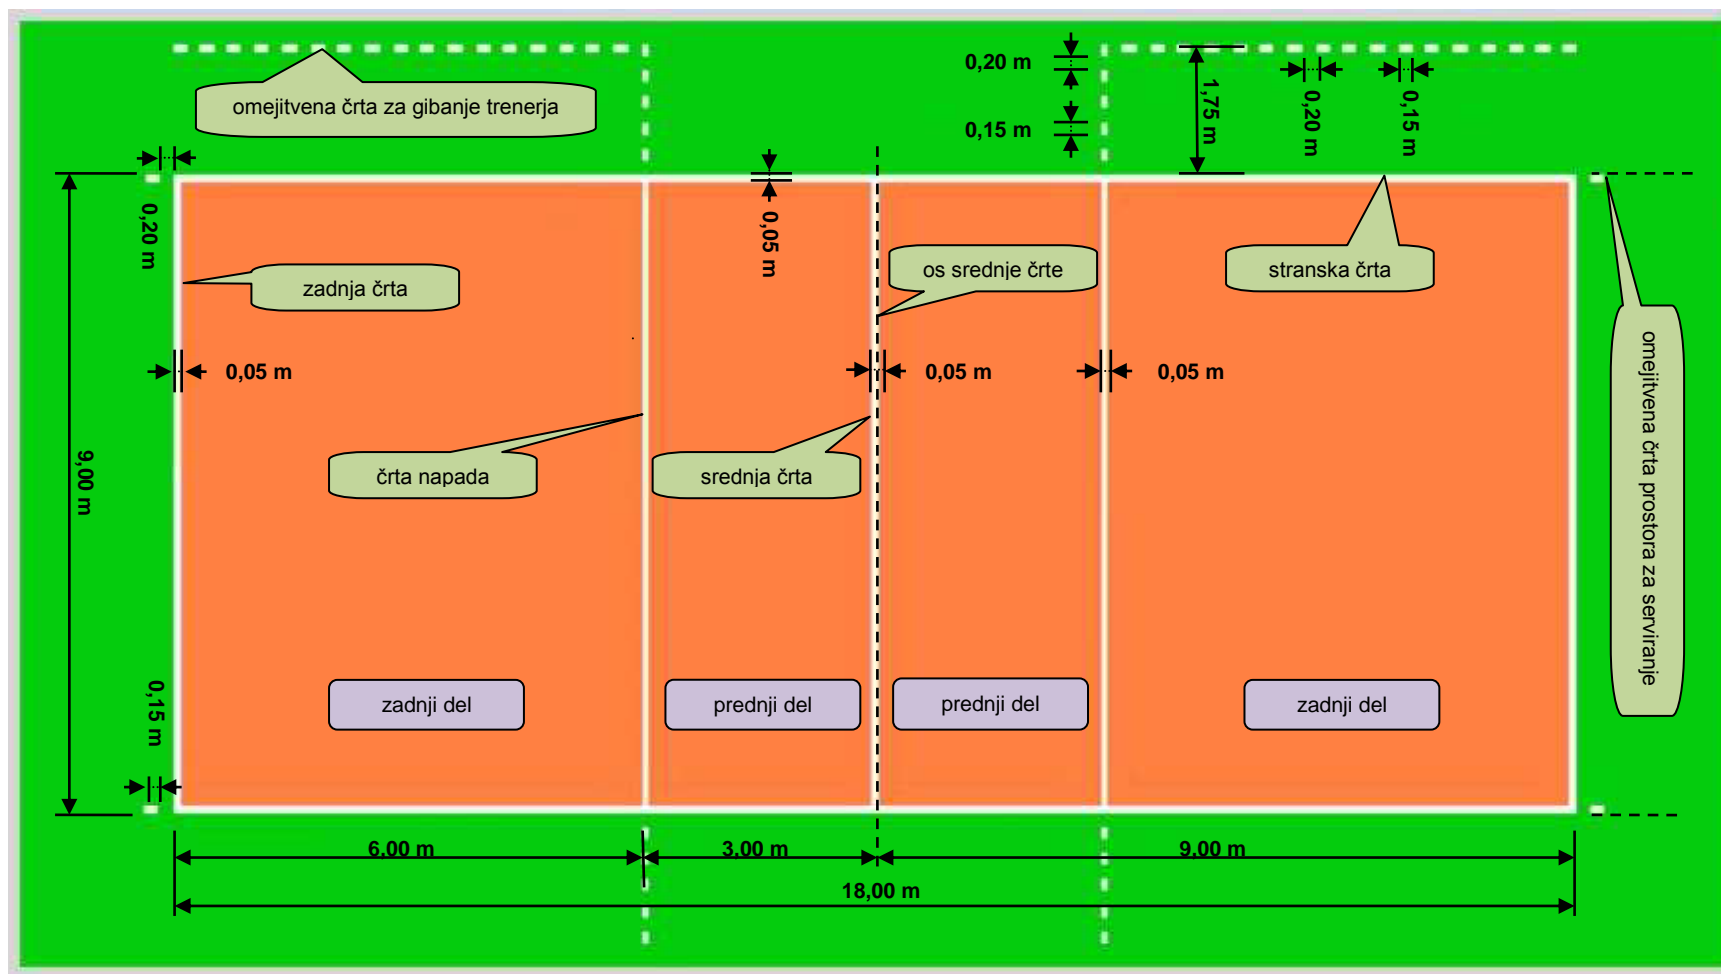 0,20 m
omejitvena črta za gibanje trenerja
0,15 m
1,75 m
0,20 m
0,15 m
0,20 m
0,05 m
zadnja črta
os srednje črte
stranska črta
0,05 m
0,05 m
0,05 m
omejitvena črta prostora za serviranje
9,00 m
črta napada
srednja črta
0,15 m
zadnji del
prednji del
prednji del
zadnji del
6,00 m
3,00 m
9,00 m
18,00 m